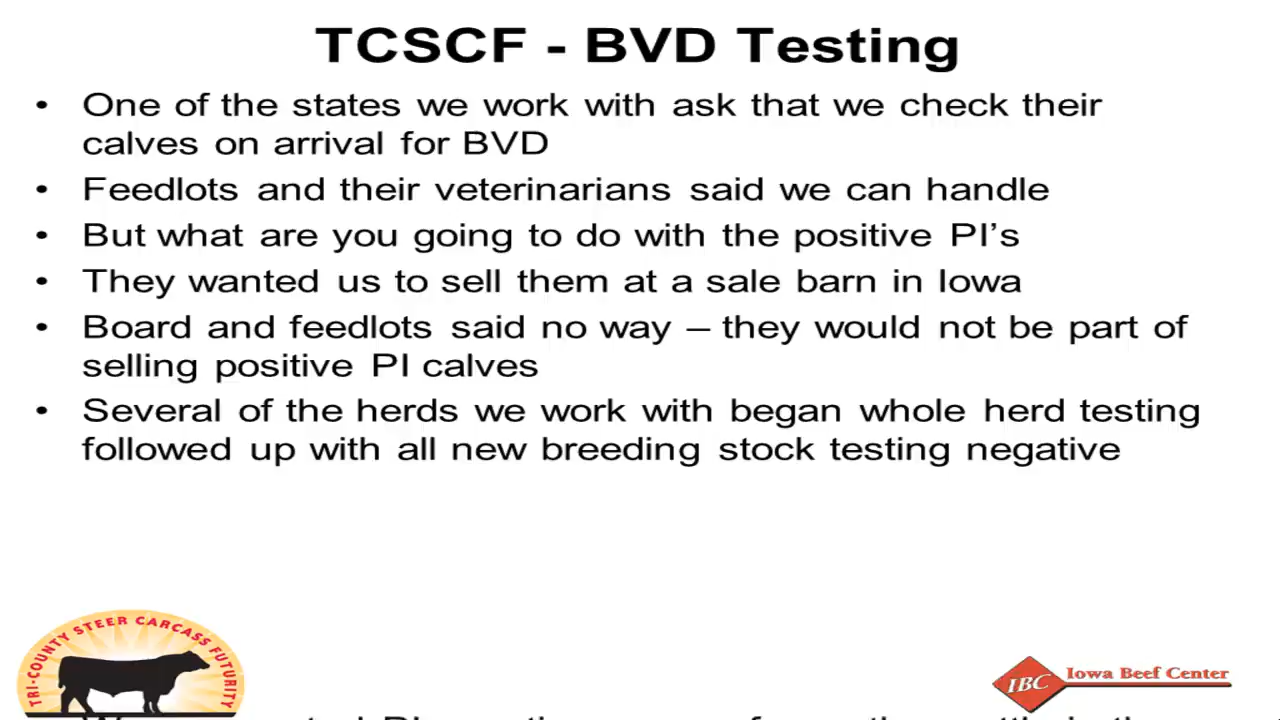 TCSCF - BVD Testing
• One of the states we work with ask that we check their
calves on arrival for BVD
• Feedlots and their veterinarians said we can handle
• But what are you going to do with the positive PI’s
• They wanted us to sell them at a sale barn in Iowa
• Board and feedlots said no way – they would not be part of
selling positive PI calves
• Several of the herds we work with began whole herd testing
followed up with all new breeding stock testing negative
TRI-COUNTY STEER CARCASS FUTURITY
IBC Iowa Beef Center